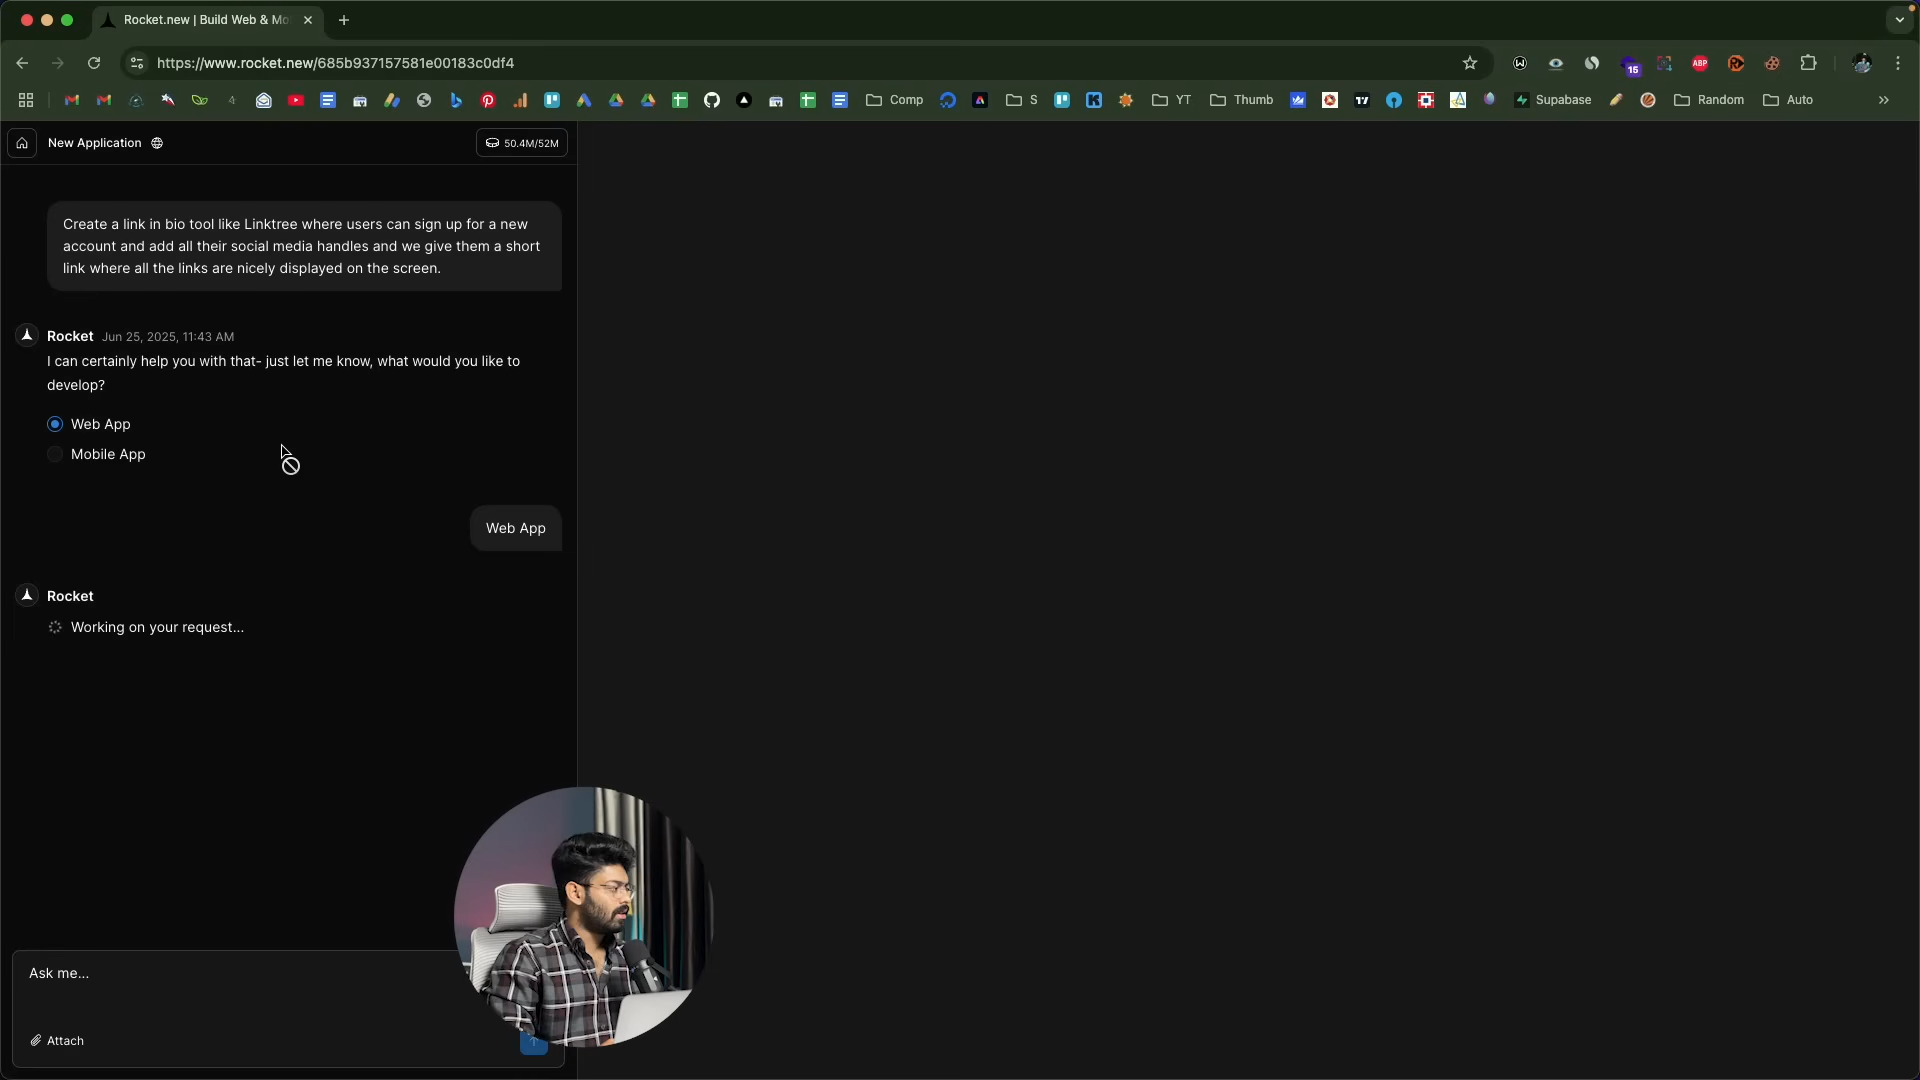 Rocket.new | Build Web & Mo
https://www.rocket.new/685b937157581e00183c0df4
15
ABP
Comp
S
YT
Thumb
17
Supabase
Random
Auto
New Application
50.4M/52M
Create a link in bio tool like Linktree where users can sign up for a new
account and add all their social media handles and we give them a short
link where all the links are nicely displayed on the screen.
Rocket Jun 25, 2025, 11:43 AM
I can certainly help you with that- just let me know, what would you like to
develop?
Web App
Mobile App
Web App
Rocket
Working on your request...
Ask me...
Attach